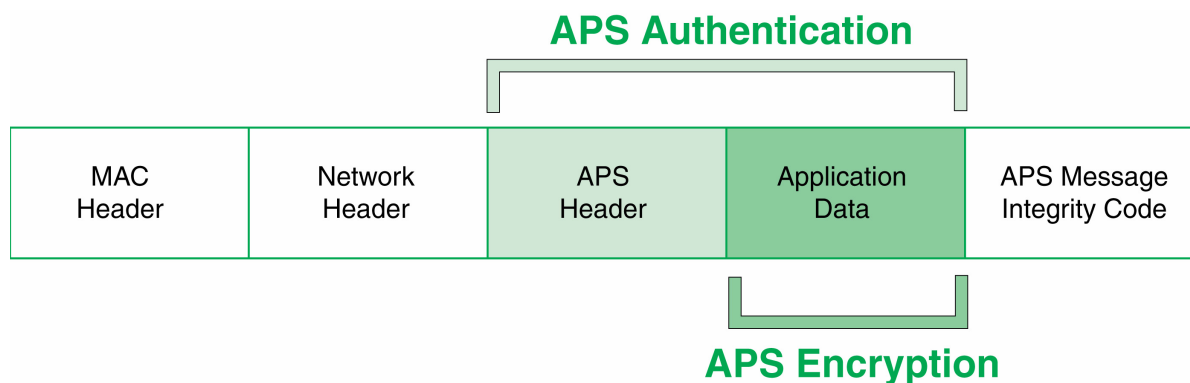 APS Authentication
MAC
Header
Network
Header
APS
Header
Application
Data
APS Message
Integrity Code
APS Encryption